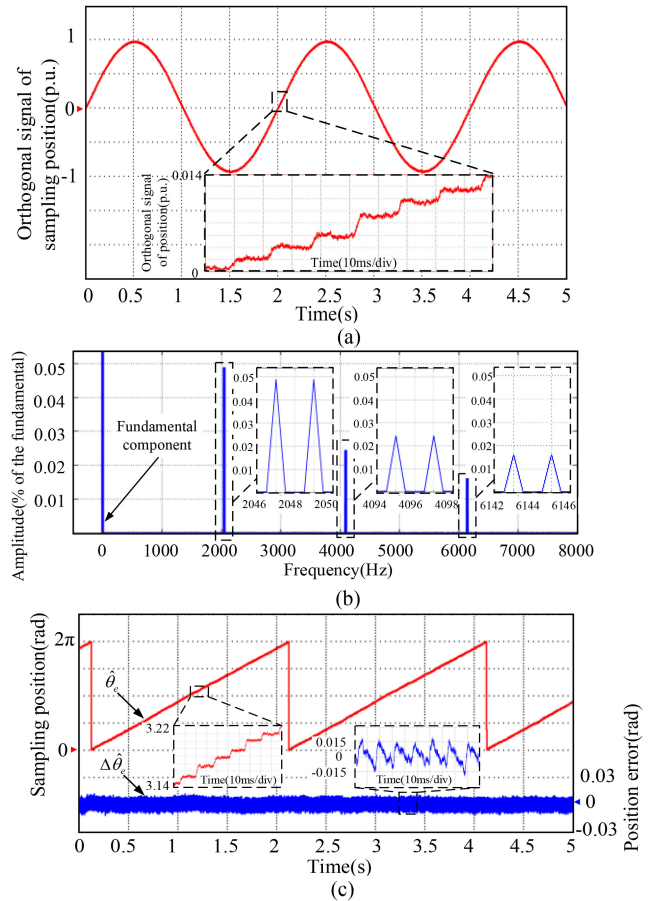 1
0
-1
Orthogonal signal of
sampling position(p.u.)
0.014
0
Orthogonal signal
of position(p.u.)
Time(10ms/div)
0 0.5 1 1.5 2 2.5 3 3.5 4 4.5 5
Time(s)
(a)
Amplitude(% of the fundamental)
0.05
0.04
0.03
0.02
0.01
Fundamental
component
0.05
0.04
0.03
0.02
0.01
2046 2048 2050
0.05
0.04
0.03
0.02
0.01
4094 4096 4098
0.05
0.04
0.03
0.02
0.01
6142 6144 6146
0 1000 2000 3000 4000 5000 6000 7000 8000
Frequency(Hz)
(b)
Sampling position(rad)
2π
0
θ̂e
Δθ̂e
3.22
3.14
Time(10ms/div)
0.015
0
-0.015
Time(10ms/div)
0.03
0
-0.03
Position error(rad)
0 0.5 1 1.5 2 2.5 3 3.5 4 4.5 5
Time(s)
(c)